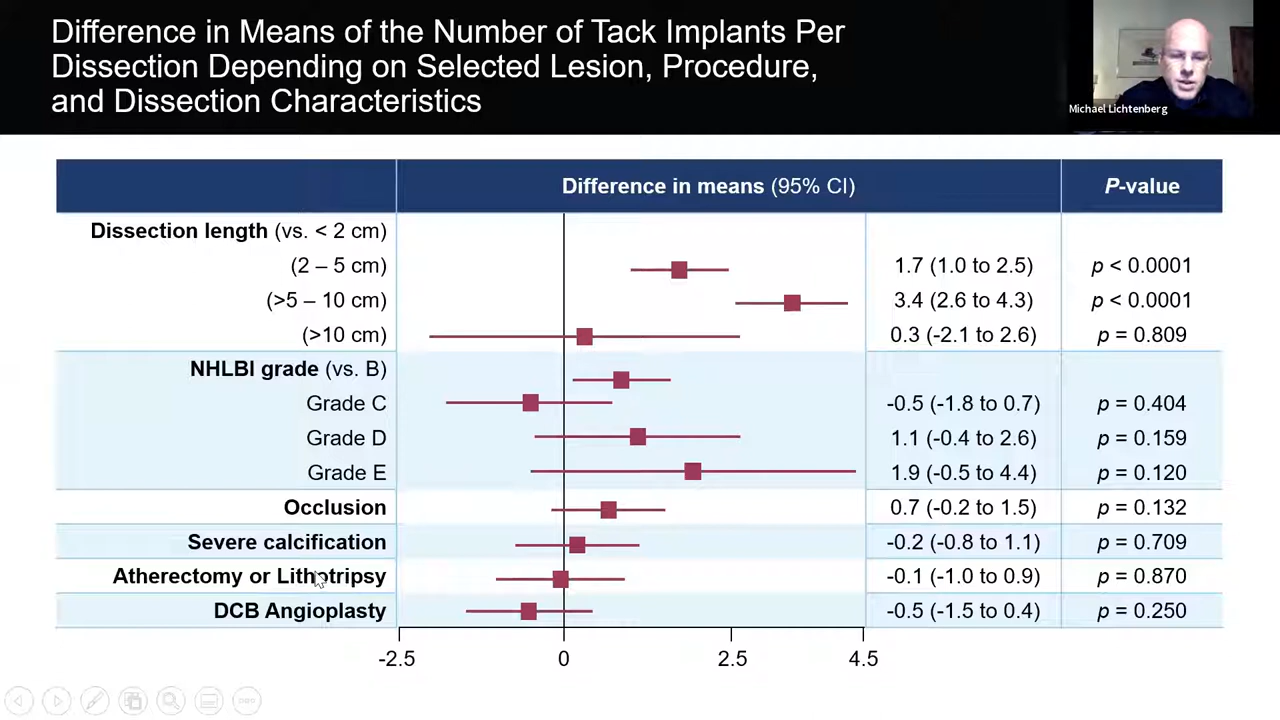 Difference in Means of the Number of Tack Implants Per
Dissection Depending on Selected Lesion, Procedure,
and Dissection Characteristics
Michael Lichtenberg
Difference in means (95% CI) P-value
Dissection length (vs. < 2 cm)
(2 – 5 cm) 1.7 (1.0 to 2.5) p < 0.0001
(>5 – 10 cm) 3.4 (2.6 to 4.3) p < 0.0001
(>10 cm) 0.3 (-2.1 to 2.6) p = 0.809
NHLBI grade (vs. B)
Grade C -0.5 (-1.8 to 0.7) p = 0.404
Grade D 1.1 (-0.4 to 2.6) p = 0.159
Grade E 1.9 (-0.5 to 4.4) p = 0.120
Occlusion 0.7 (-0.2 to 1.5) p = 0.132
Severe calcification -0.2 (-0.8 to 1.1) p = 0.709
Atherectomy or Lithotripsy -0.1 (-1.0 to 0.9) p = 0.870
DCB Angioplasty -0.5 (-1.5 to 0.4) p = 0.250
-2.5 0 2.5 4.5